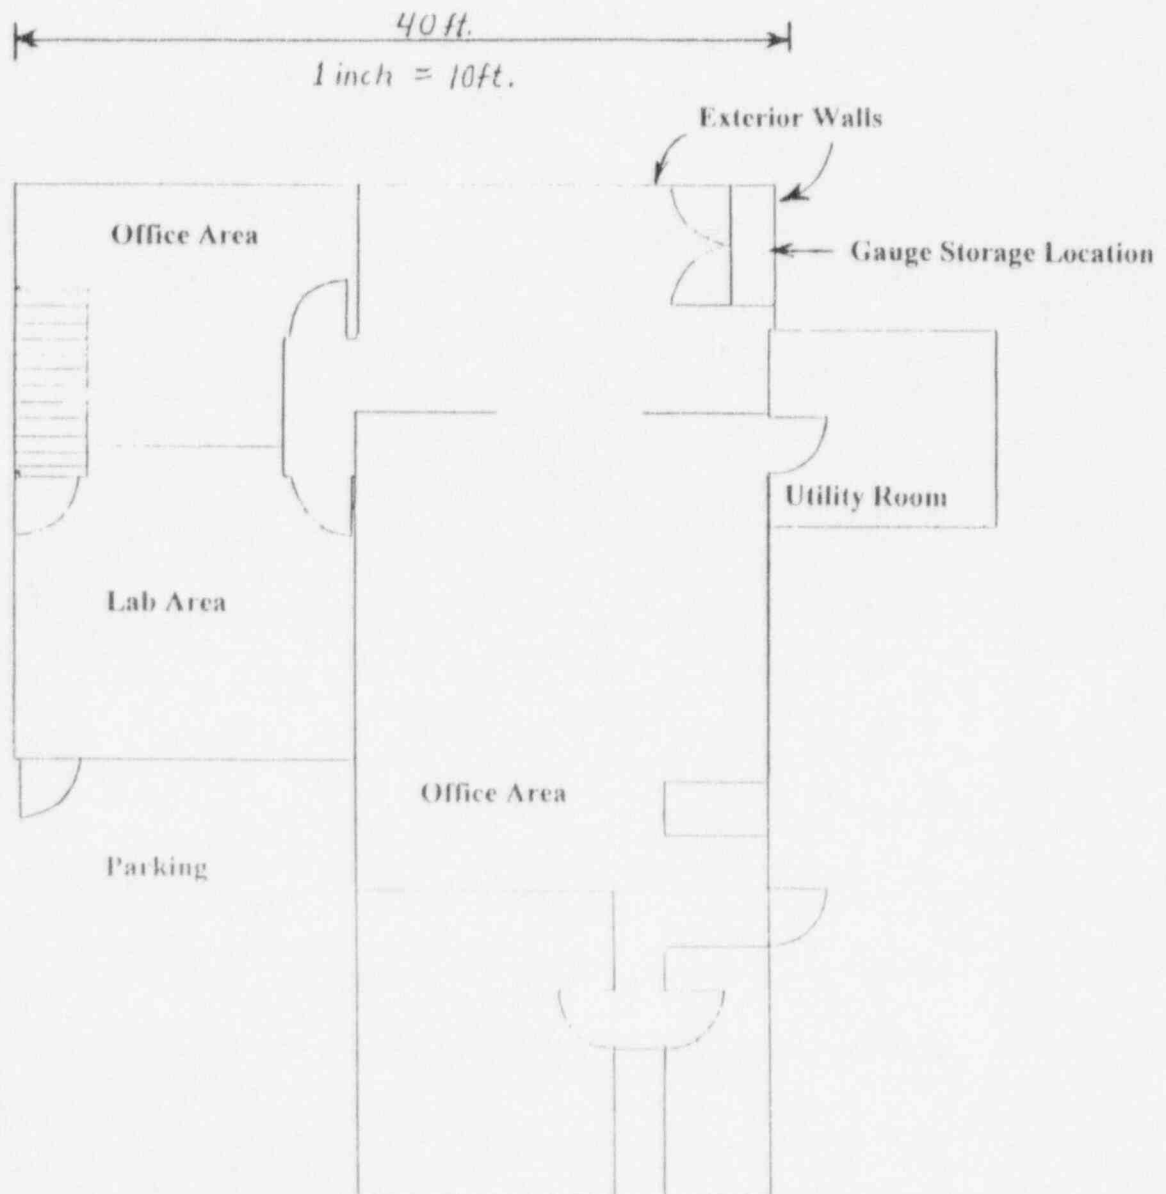 40 ft.
1 inch = 10ft.
Exterior Walls
Office Area
Gauge Storage Location
Utility Room
Lab Area
Office Area
Parking